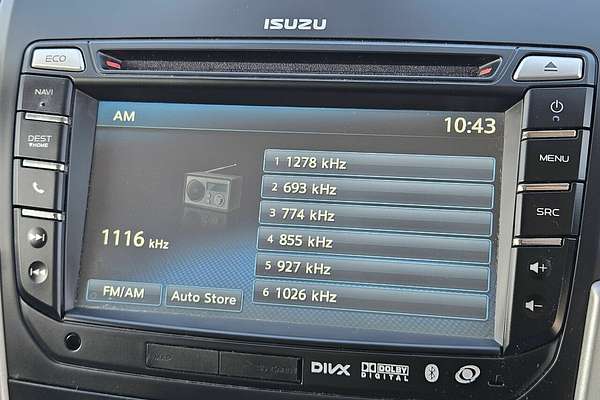 ISUZU
ECO
NAVI
DEST
HOME
AM
10:43
1 1278 kHz
2 693 kHz
3 774 kHz
4 855 kHz
5 927 kHz
6 1026 kHz
1116 kHz
FM/AM
Auto Store
MENU
SRC
MAP
DIVX
DOLBY
DIGITAL